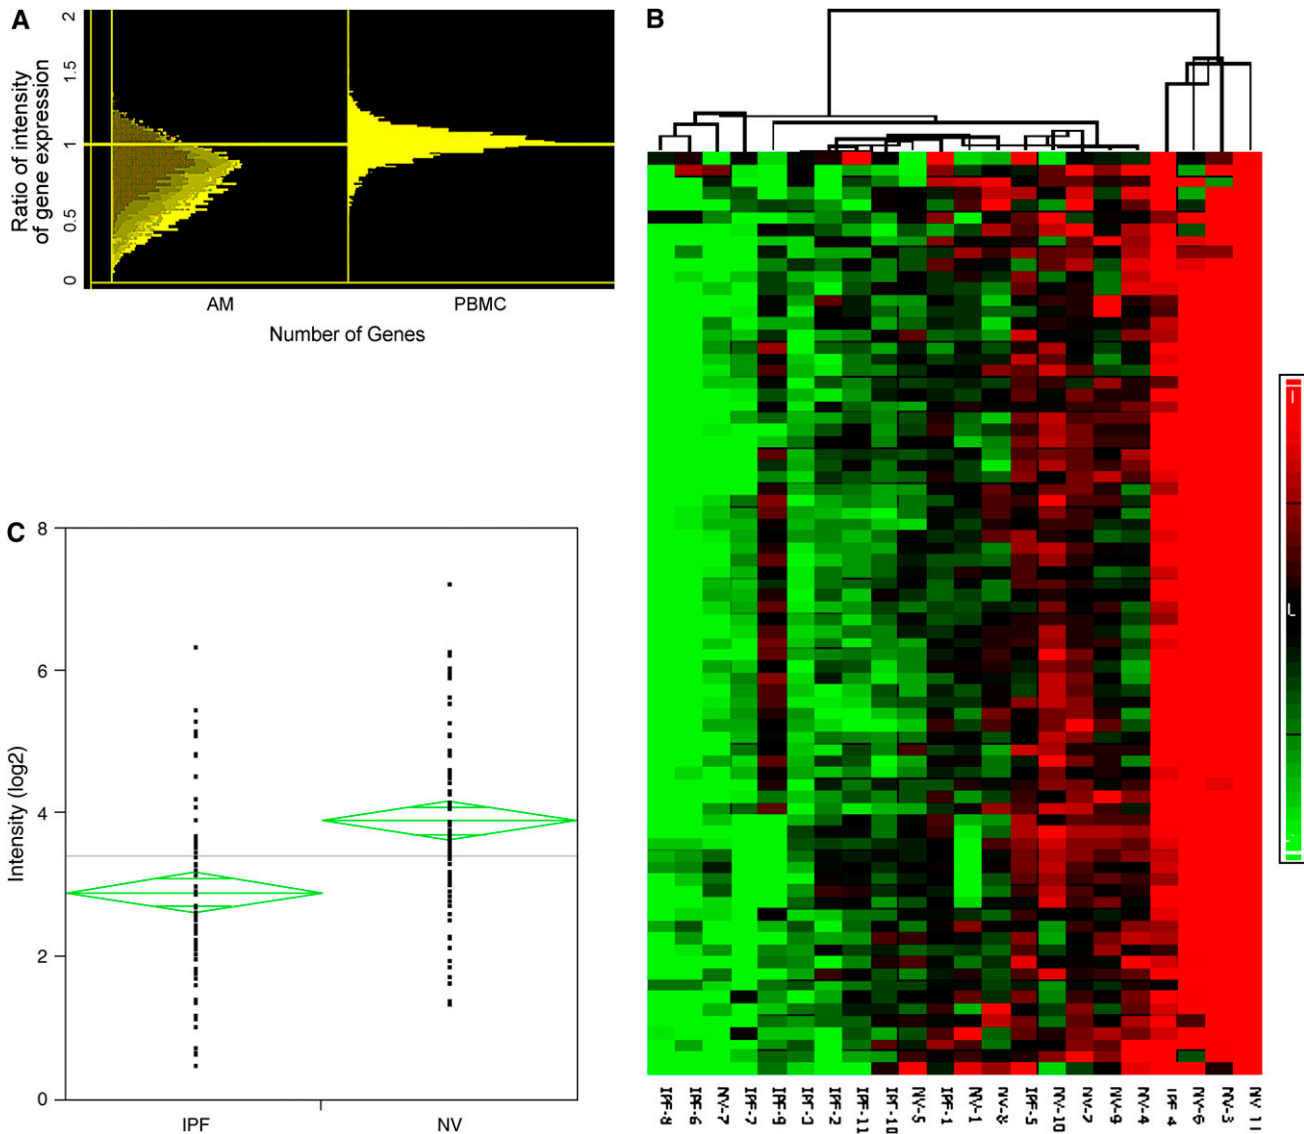 A
Ratio of intensity
of gene expression
2
1.5
1
0.5
0
AM
PBMC
Number of Genes
B
IPF-8
IPF-6
NV-7
IPF-7
IPF-9
IPF-3
IPF-2
IPF-11
IPF-10
NV-5
IPF-1
NV-1
NV-8
IPF-5
NV-10
NV-2
NV-9
NV-4
IPF-4
NV-6
NV-3
NV-11
C
Intensity (log2)
8
6
4
2
0
IPF
NV